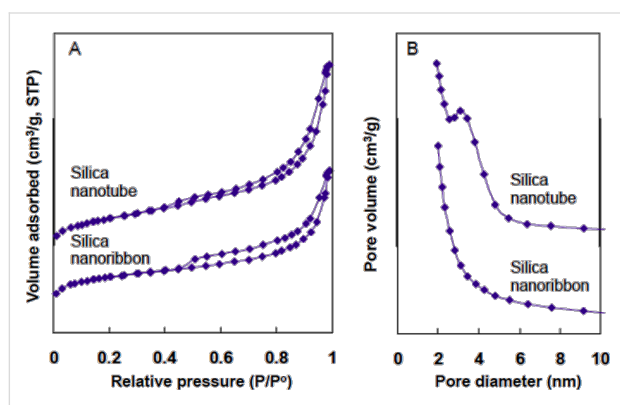 A
Volume adsorbed (cm³/g, STP)
Silica
nanotube
Silica
nanoribbon
0 0.2 0.4 0.6 0.8 1
Relative pressure (P/Pᵒ)
B
Pore volume (cm³/g)
Silica
nanotube
Silica
nanoribbon
0 2 4 6 8 10
Pore diameter (nm)